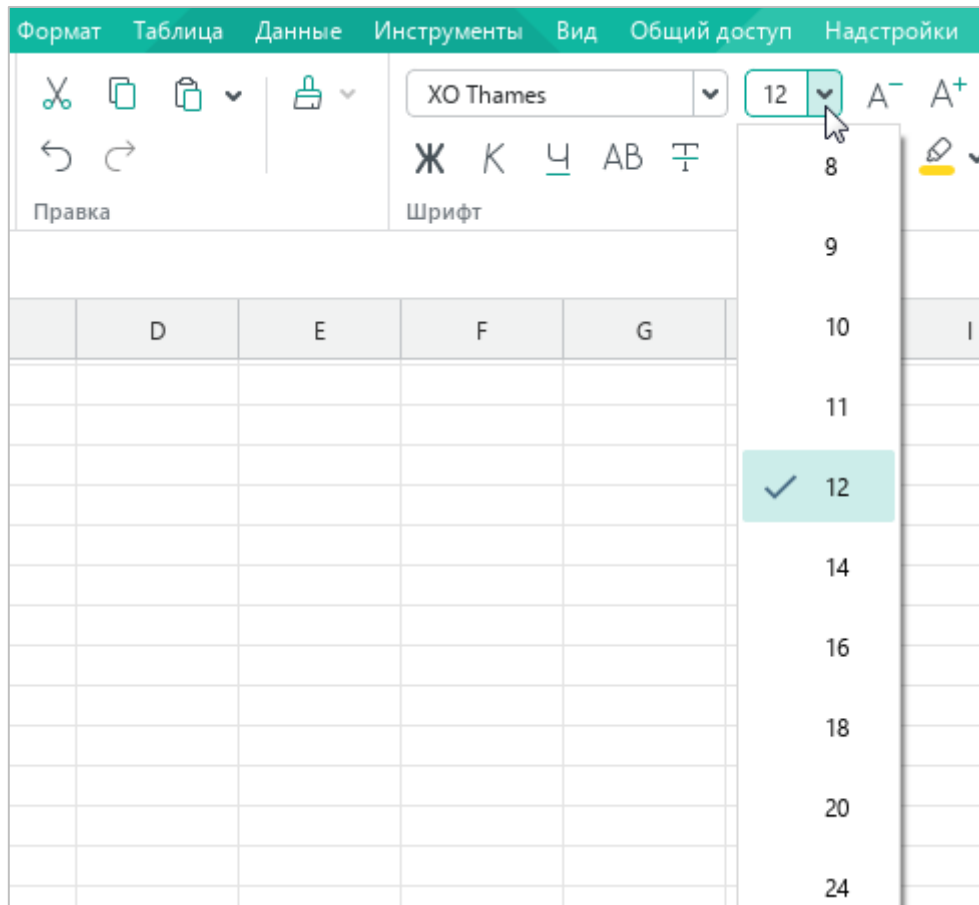 Формат Таблица Данные Инструменты Вид Общий доступ Надстройки
XO Thames 12 A− A+
Ж К Ч АВ Т
Правка Шрифт
D E F G I
8
9
10
11
12
14
16
18
20
24